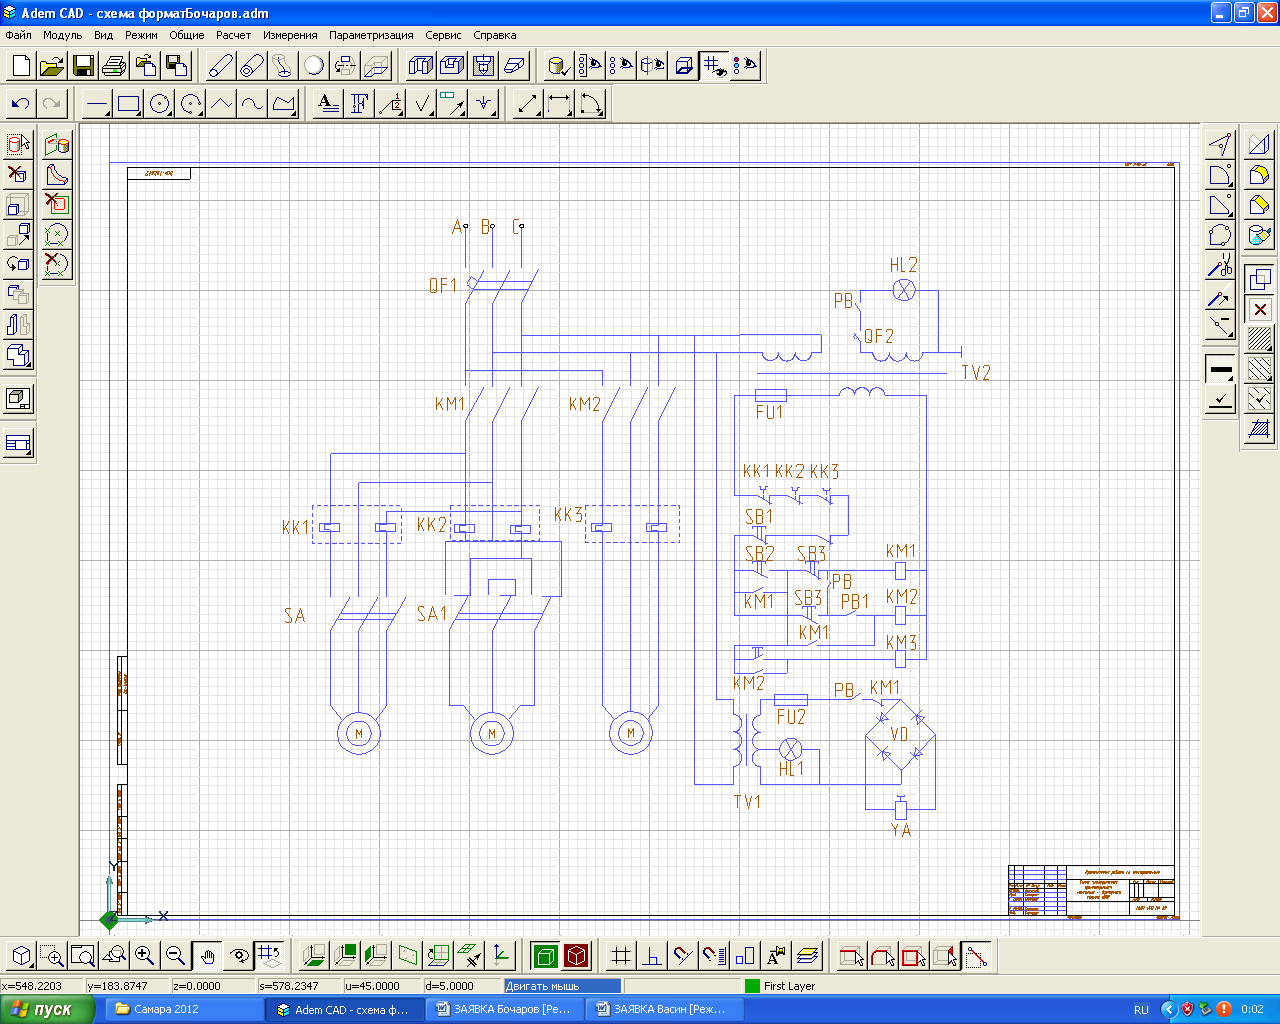 Adem CAD - схема форматБочаров.adm
Файл Модуль Вид Режим Общие Расчет Измерения Параметризация Сервис Справка
A B C
QF1
HL2
PB
QF2
TV2
KM1
KM2
FU1
KK1 KK2 KK3
SB1
KK1
KK2
KK3
SB2 SB3
KM1
PB
KM1
SB3
PB1
KM2
SA
SA1
KM1
KM3
KM2
PB
KM1
FU2
M
M
M
VD
HL1
TV1
YA
Y
X
x=548.2203 y=183.8747 z=0.0000 s=578.2347 u=45.0000 d=5.0000 Двигать мышь First Layer
пуск Самара 2012 Adem CAD - схема ф... ЗАЯВКА Бочаров [Ре... ЗАЯВКА Васин [Реж... RU 0:02